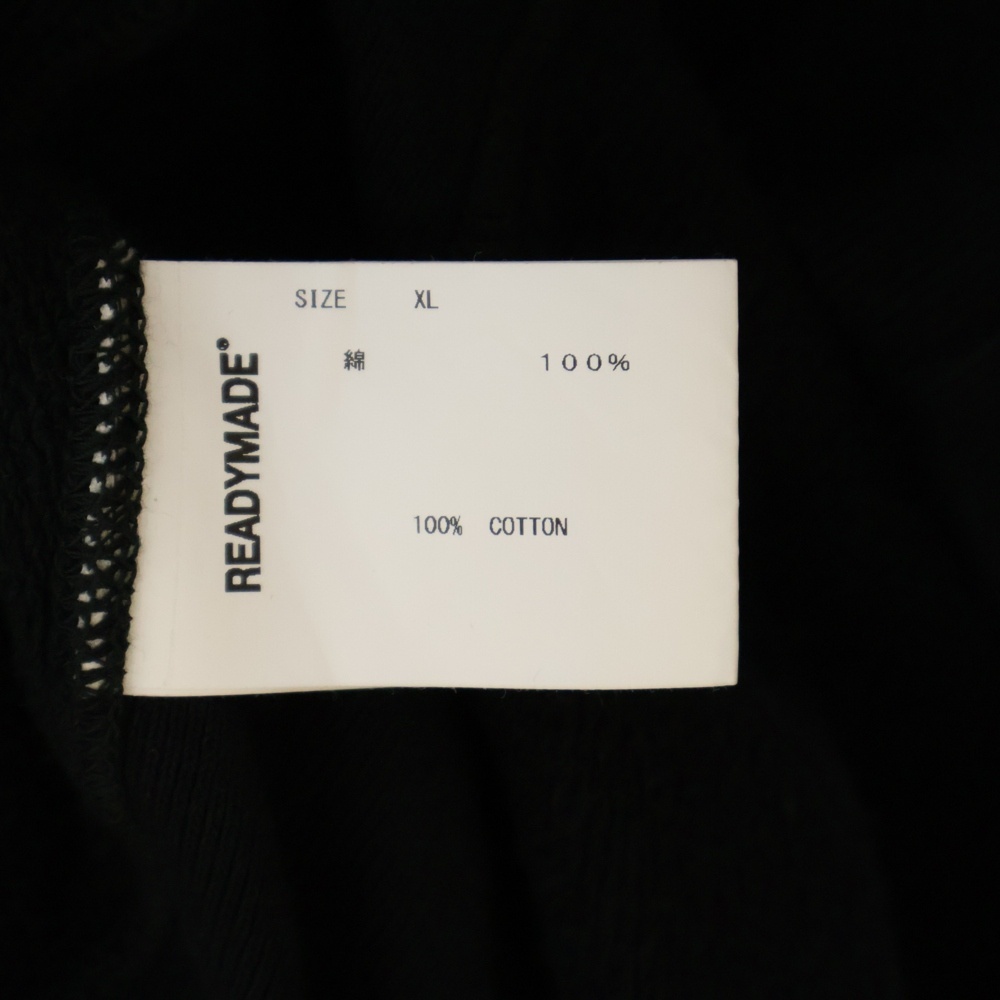 SIZE XL
綿 100%
100% COTTON
READYMADE®